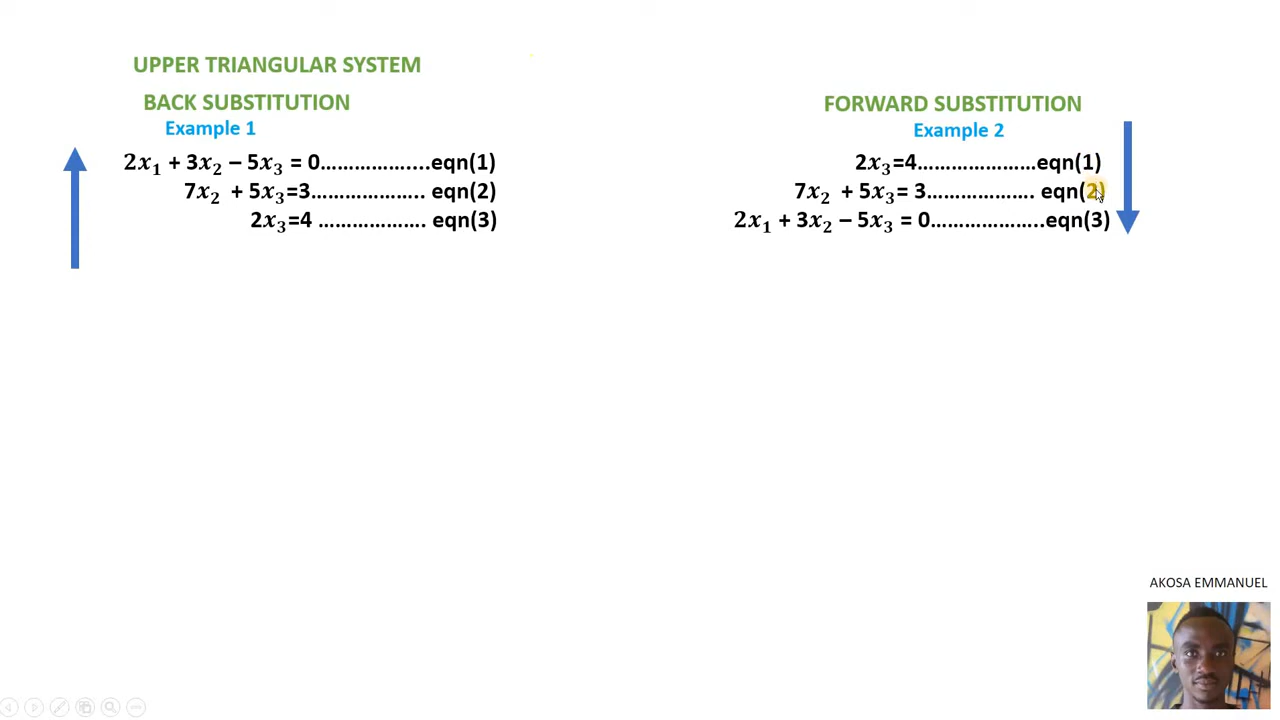 UPPER TRIANGULAR SYSTEM
BACK SUBSTITUTION
Example 1
2x₁ + 3x₂ – 5x₃ = 0………………....eqn(1)
7x₂ + 5x₃=3……………….. eqn(2)
2x₃=4 ………………. eqn(3)
FORWARD SUBSTITUTION
Example 2
2x₃=4…………………eqn(1)
7x₂ + 5x₃= 3………………. eqn(2)
2x₁ + 3x₂ – 5x₃ = 0………………..eqn(3)
AKOSA EMMANUEL